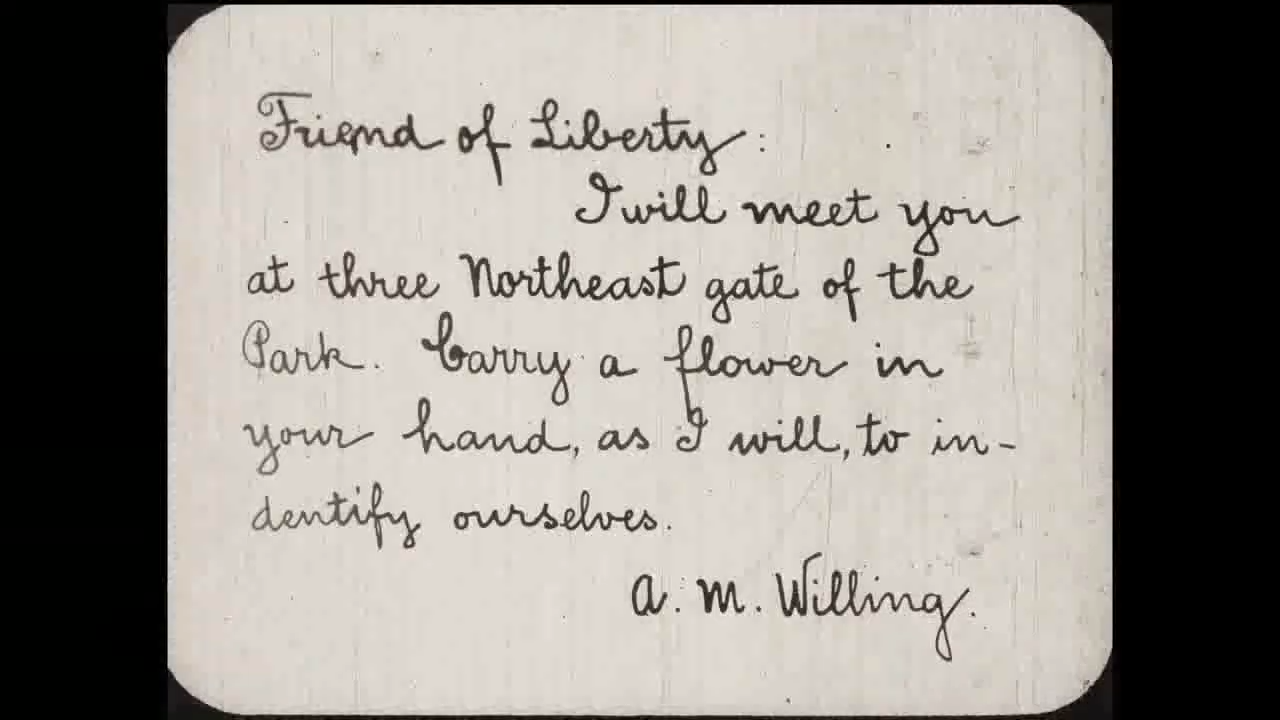 Friend of Liberty:
I will meet you
at three Northeast gate of the
Park. Carry a flower in
your hand, as I will, to in-
dentify ourselves.
A. M. Willing.